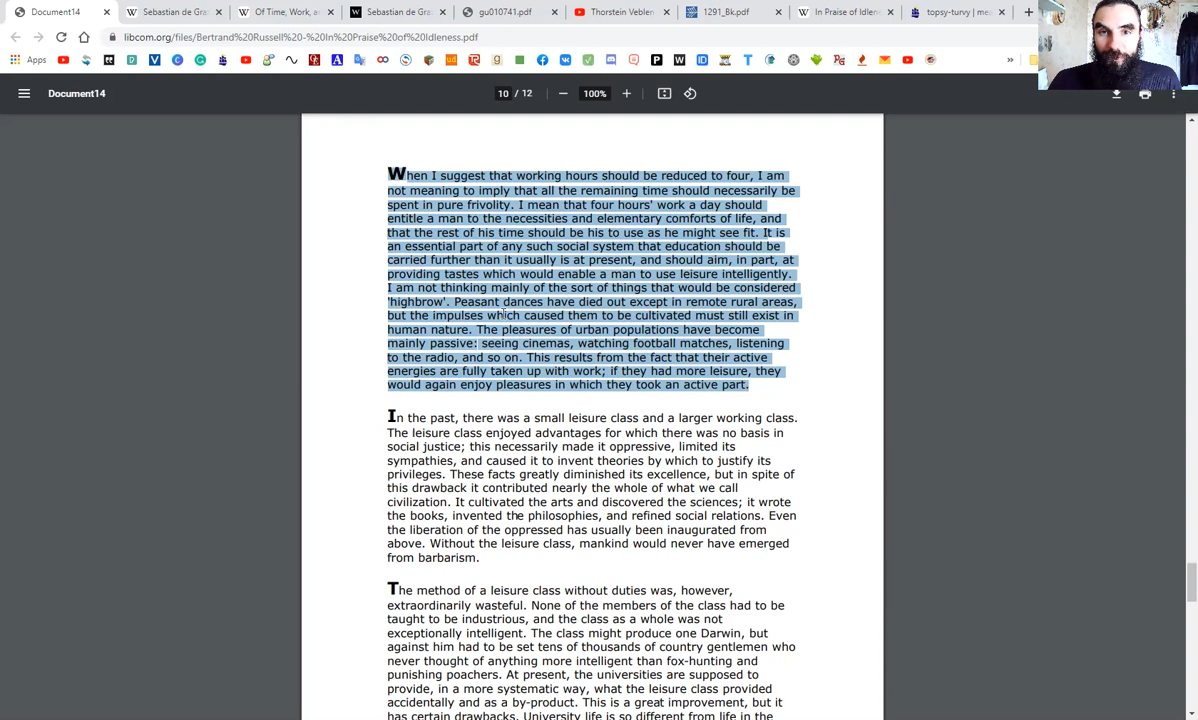 Document14
Sebastian de Gra
Of Time, Work, a
Sebastian de Gra
gu010741.pdf
Thorstein Veblen
1291_Bk.pdf
In Praise of Idlene
topsy-turvy | mea
libcom.org/files/Bertrand%20Russell%20-%20In%20Praise%20of%20Idleness.pdf
Apps
Document14
10 / 12
100%
When I suggest that working hours should be reduced to four, I am
not meaning to imply that all the remaining time should necessarily be
spent in pure frivolity. I mean that four hours' work a day should
entitle a man to the necessities and elementary comforts of life, and
that the rest of his time should be his to use as he might see fit. It is
an essential part of any such social system that education should be
carried further than it usually is at present, and should aim, in part, at
providing tastes which would enable a man to use leisure intelligently.
I am not thinking mainly of the sort of things that would be considered
'highbrow'. Peasant dances have died out except in remote rural areas,
but the impulses which caused them to be cultivated must still exist in
human nature. The pleasures of urban populations have become
mainly passive: seeing cinemas, watching football matches, listening
to the radio, and so on. This results from the fact that their active
energies are fully taken up with work; if they had more leisure, they
would again enjoy pleasures in which they took an active part.
In the past, there was a small leisure class and a larger working class.
The leisure class enjoyed advantages for which there was no basis in
social justice; this necessarily made it oppressive, limited its
sympathies, and caused it to invent theories by which to justify its
privileges. These facts greatly diminished its excellence, but in spite of
this drawback it contributed nearly the whole of what we call
civilization. It cultivated the arts and discovered the sciences; it wrote
the books, invented the philosophies, and refined social relations. Even
the liberation of the oppressed has usually been inaugurated from
above. Without the leisure class, mankind would never have emerged
from barbarism.
The method of a leisure class without duties was, however,
extraordinarily wasteful. None of the members of the class had to be
taught to be industrious, and the class as a whole was not
exceptionally intelligent. The class might produce one Darwin, but
against him had to be set tens of thousands of country gentlemen who
never thought of anything more intelligent than fox-hunting and
punishing poachers. At present, the universities are supposed to
provide, in a more systematic way, what the leisure class provided
accidentally and as a by-product. This is a great improvement, but it
has certain drawbacks. University life is so different from life in the